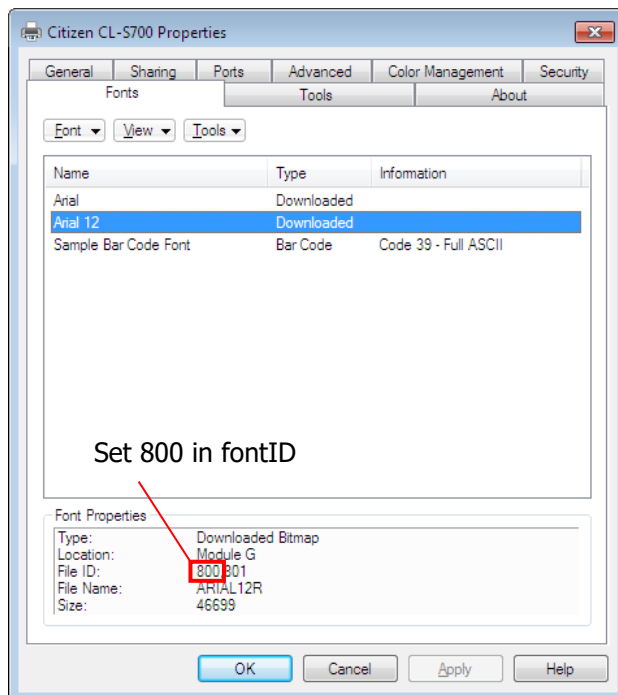 Citizen CL-S700 Properties
General Sharing Ports Advanced Color Management Security
Fonts Tools About
Font View Tools
Name Type Information
Arial Downloaded
Arial 12 Downloaded
Sample Bar Code Font Bar Code Code 39 - Full ASCII
Set 800 in fontID
Font Properties
Type: Downloaded Bitmap
Location: Module G
File ID: 800 801
File Name: ARIAL12R
Size: 46699
OK Cancel Apply Help